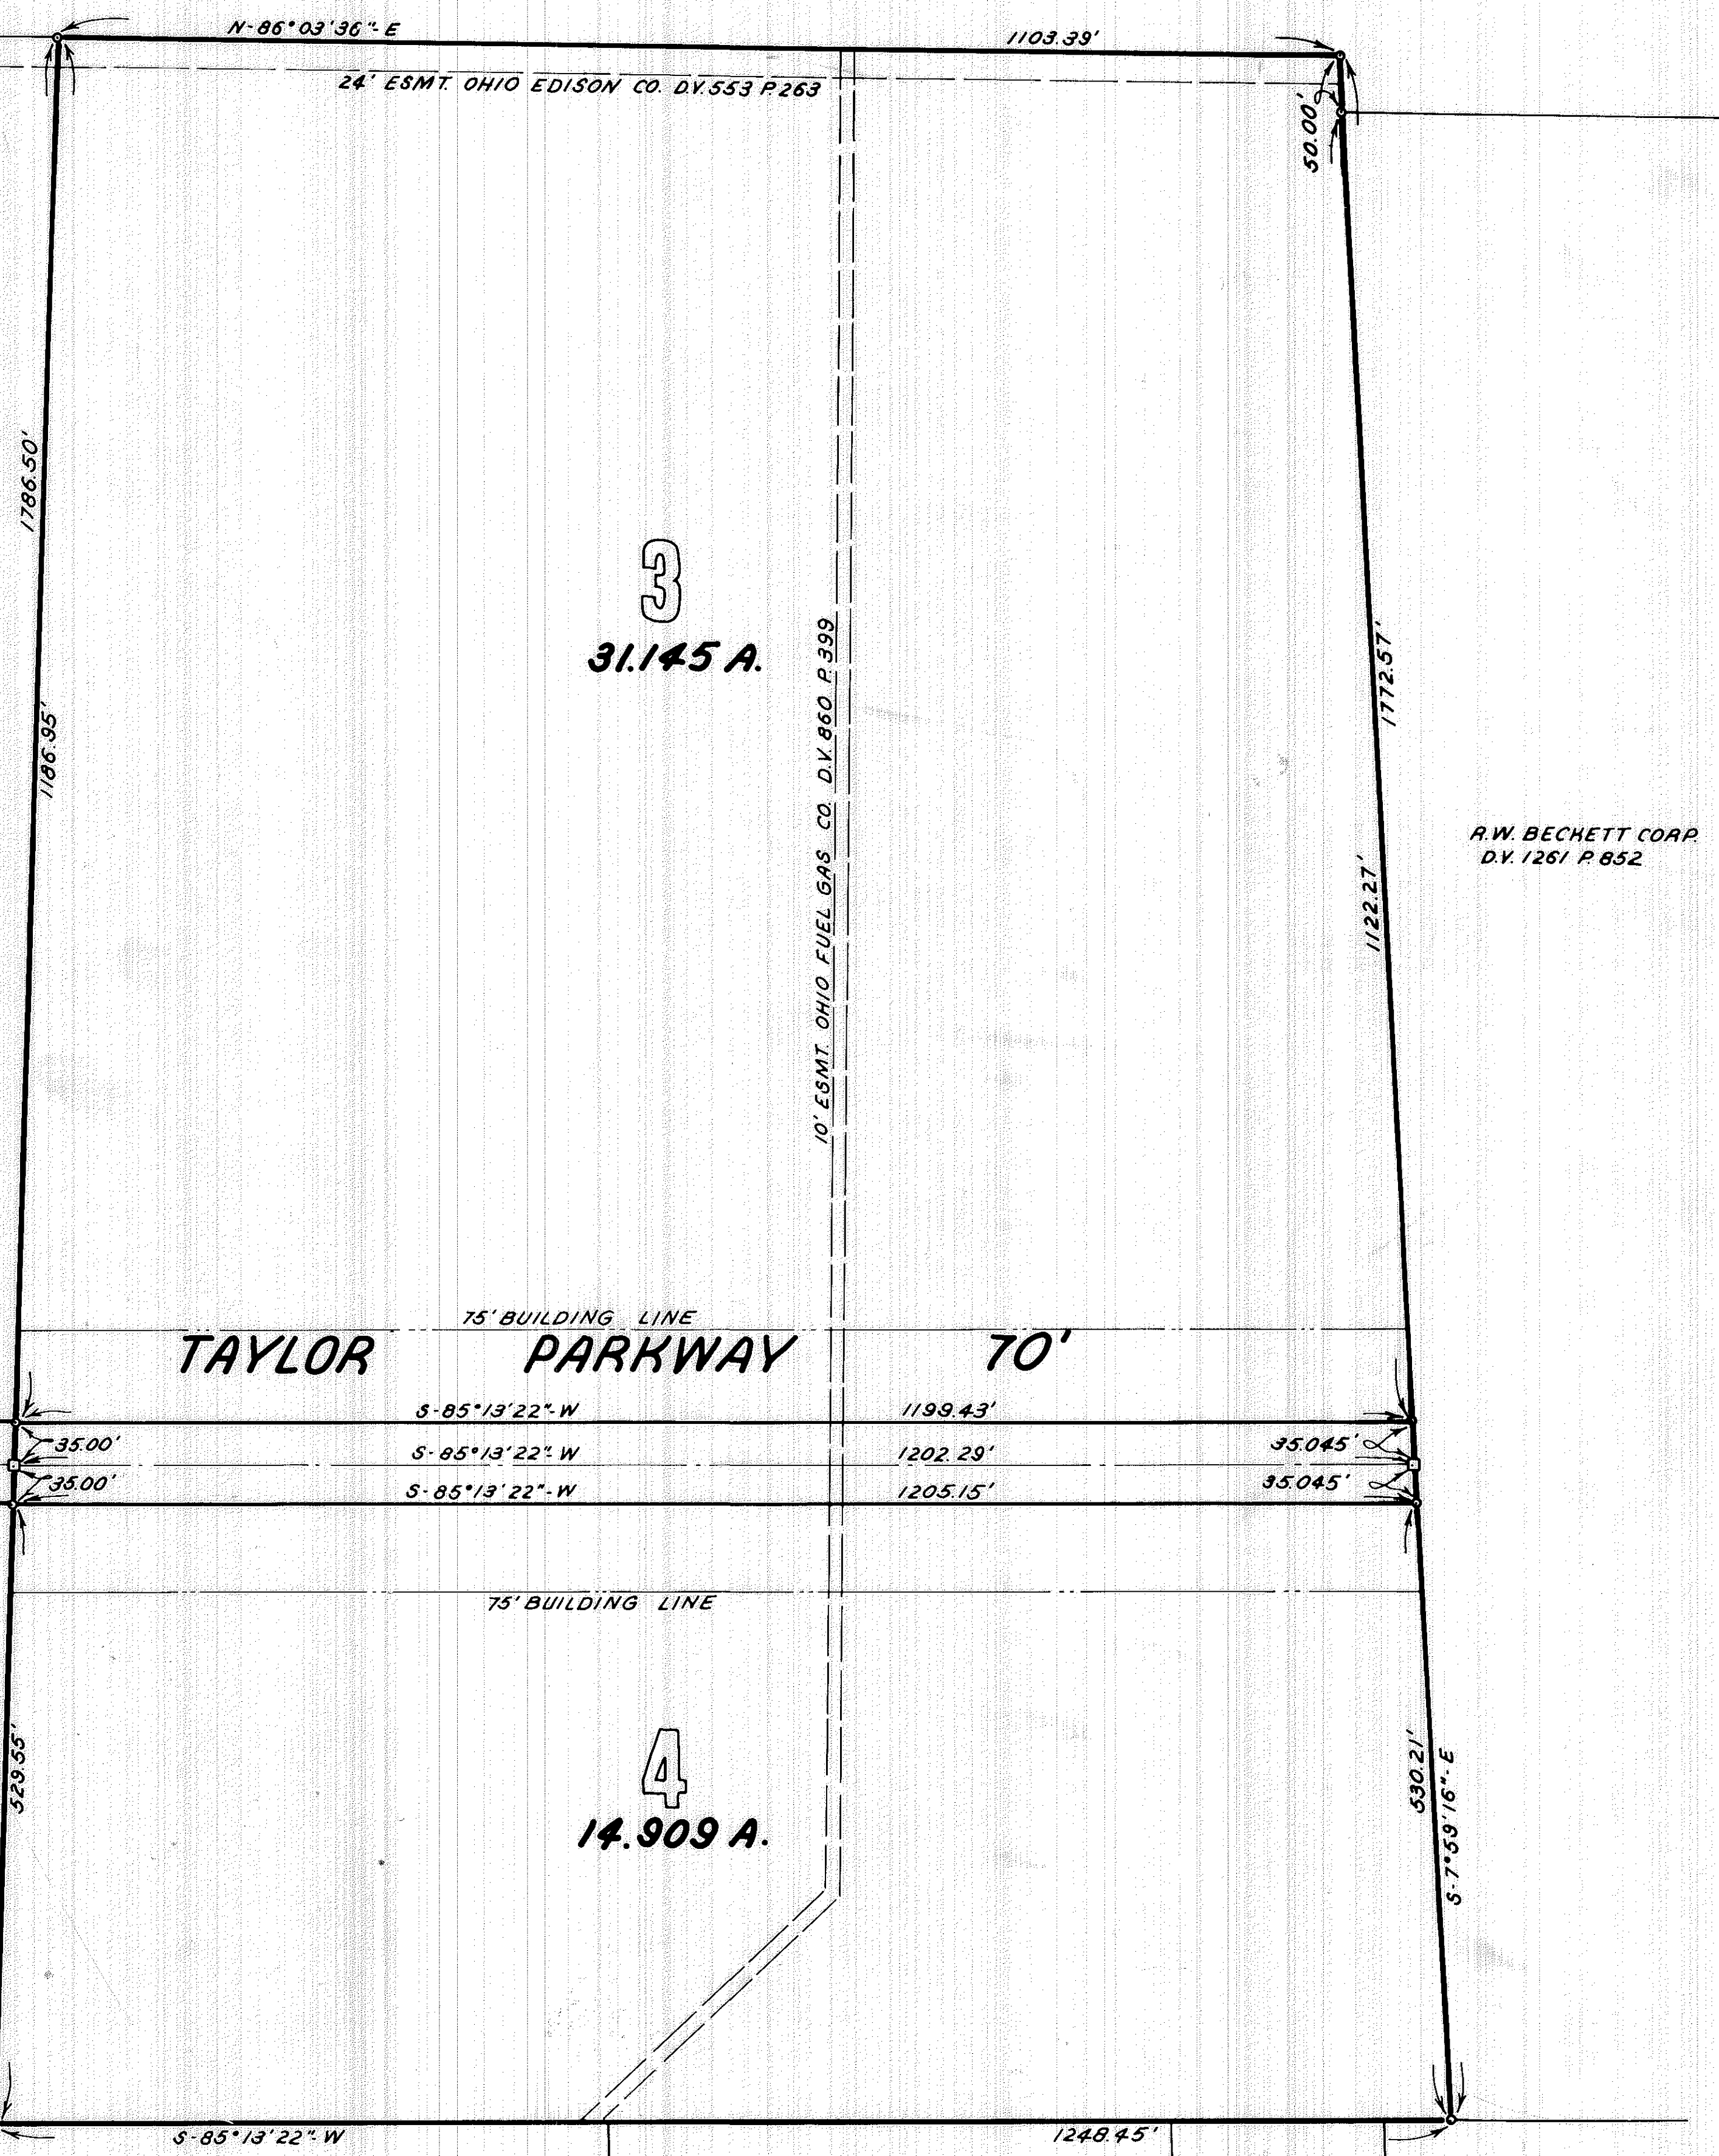 N-86°03'36"-E
1103.39'
24' ESMT. OHIO EDISON CO. D.V. 553 P. 263
50.00'
1786.50'
3
31.145 A.
10' ESMT. OHIO FUEL GAS CO. D.V. 860 P. 399
1772.57'
1186.95'
R.W. BECKETT CORP.
D.V. 1261 P. 852
1122.27'
75' BUILDING LINE
TAYLOR PARKWAY 70'
S-85°13'22"-W
1199.43'
35.00'
S-85°13'22"-W
1202.29'
35.045'
35.00'
S-85°13'22"-W
1205.15'
35.045'
75' BUILDING LINE
529.55'
4
14.909 A.
530.21'
S-7°59'16"-E
S-85°13'22"-W
1248.45'